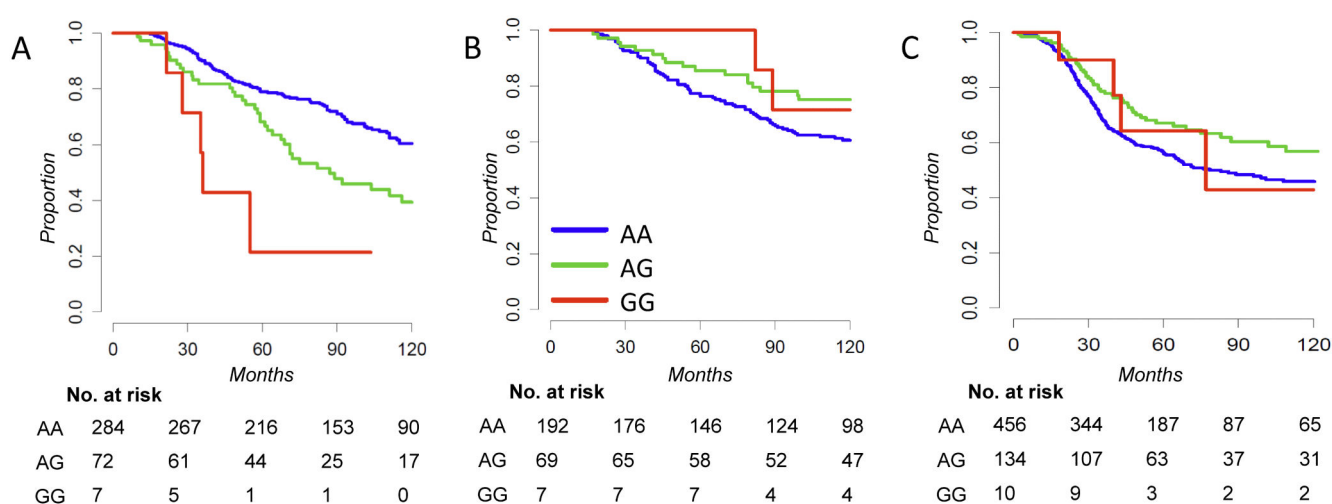 A
Proportion
1.0
0.8
0.6
0.4
0.2
0.0
0 30 60 90 120
Months
No. at risk
AA 284 267 216 153 90
AG 72 61 44 25 17
GG 7 5 1 1 0
B
Proportion
1.0
0.8
0.6
0.4
0.2
0.0
AA
AG
GG
0 30 60 90 120
Months
No. at risk
AA 192 176 146 124 98
AG 69 65 58 52 47
GG 7 7 7 4 4
C
Proportion
1.0
0.8
0.6
0.4
0.2
0.0
0 30 60 90 120
Months
No. at risk
AA 456 344 187 87 65
AG 134 107 63 37 31
GG 10 9 3 2 2